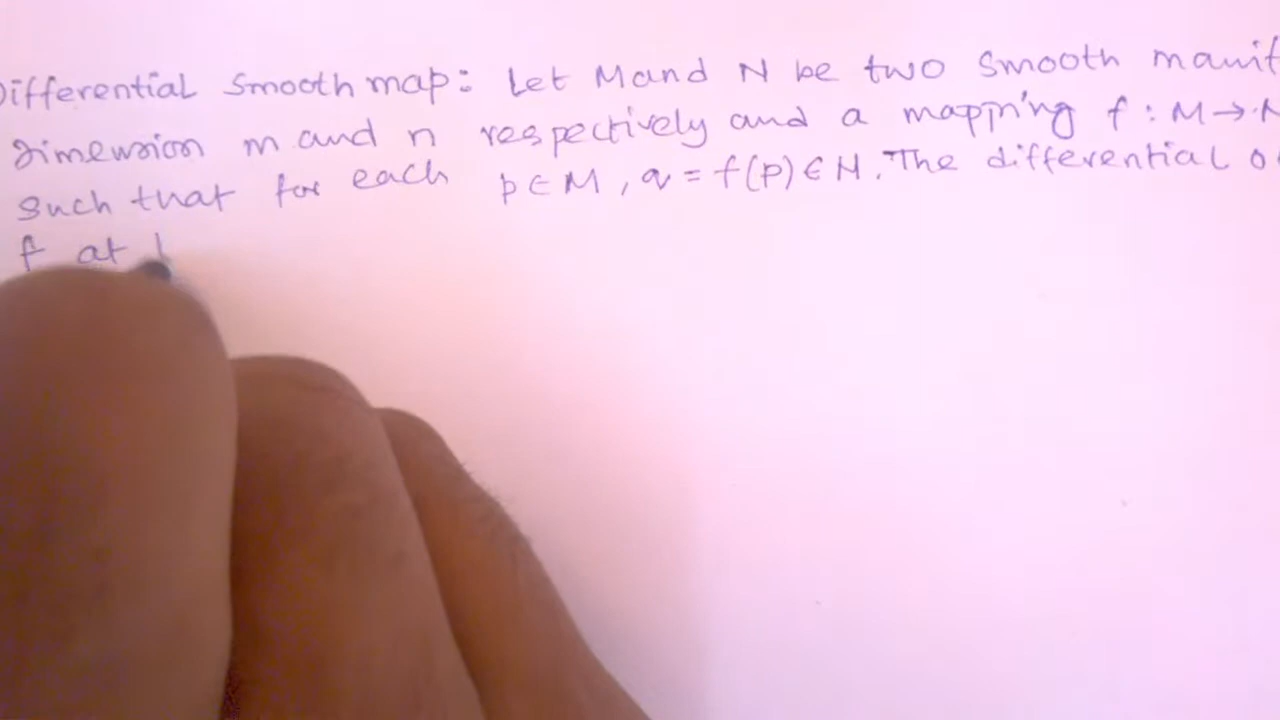 Differential Smooth map: Let M and N be two smooth manif
Dimension m and n respectively and a mapping f : M → N
Such that for each p ∈ M, q = f(p) ∈ N. The differential o
f at